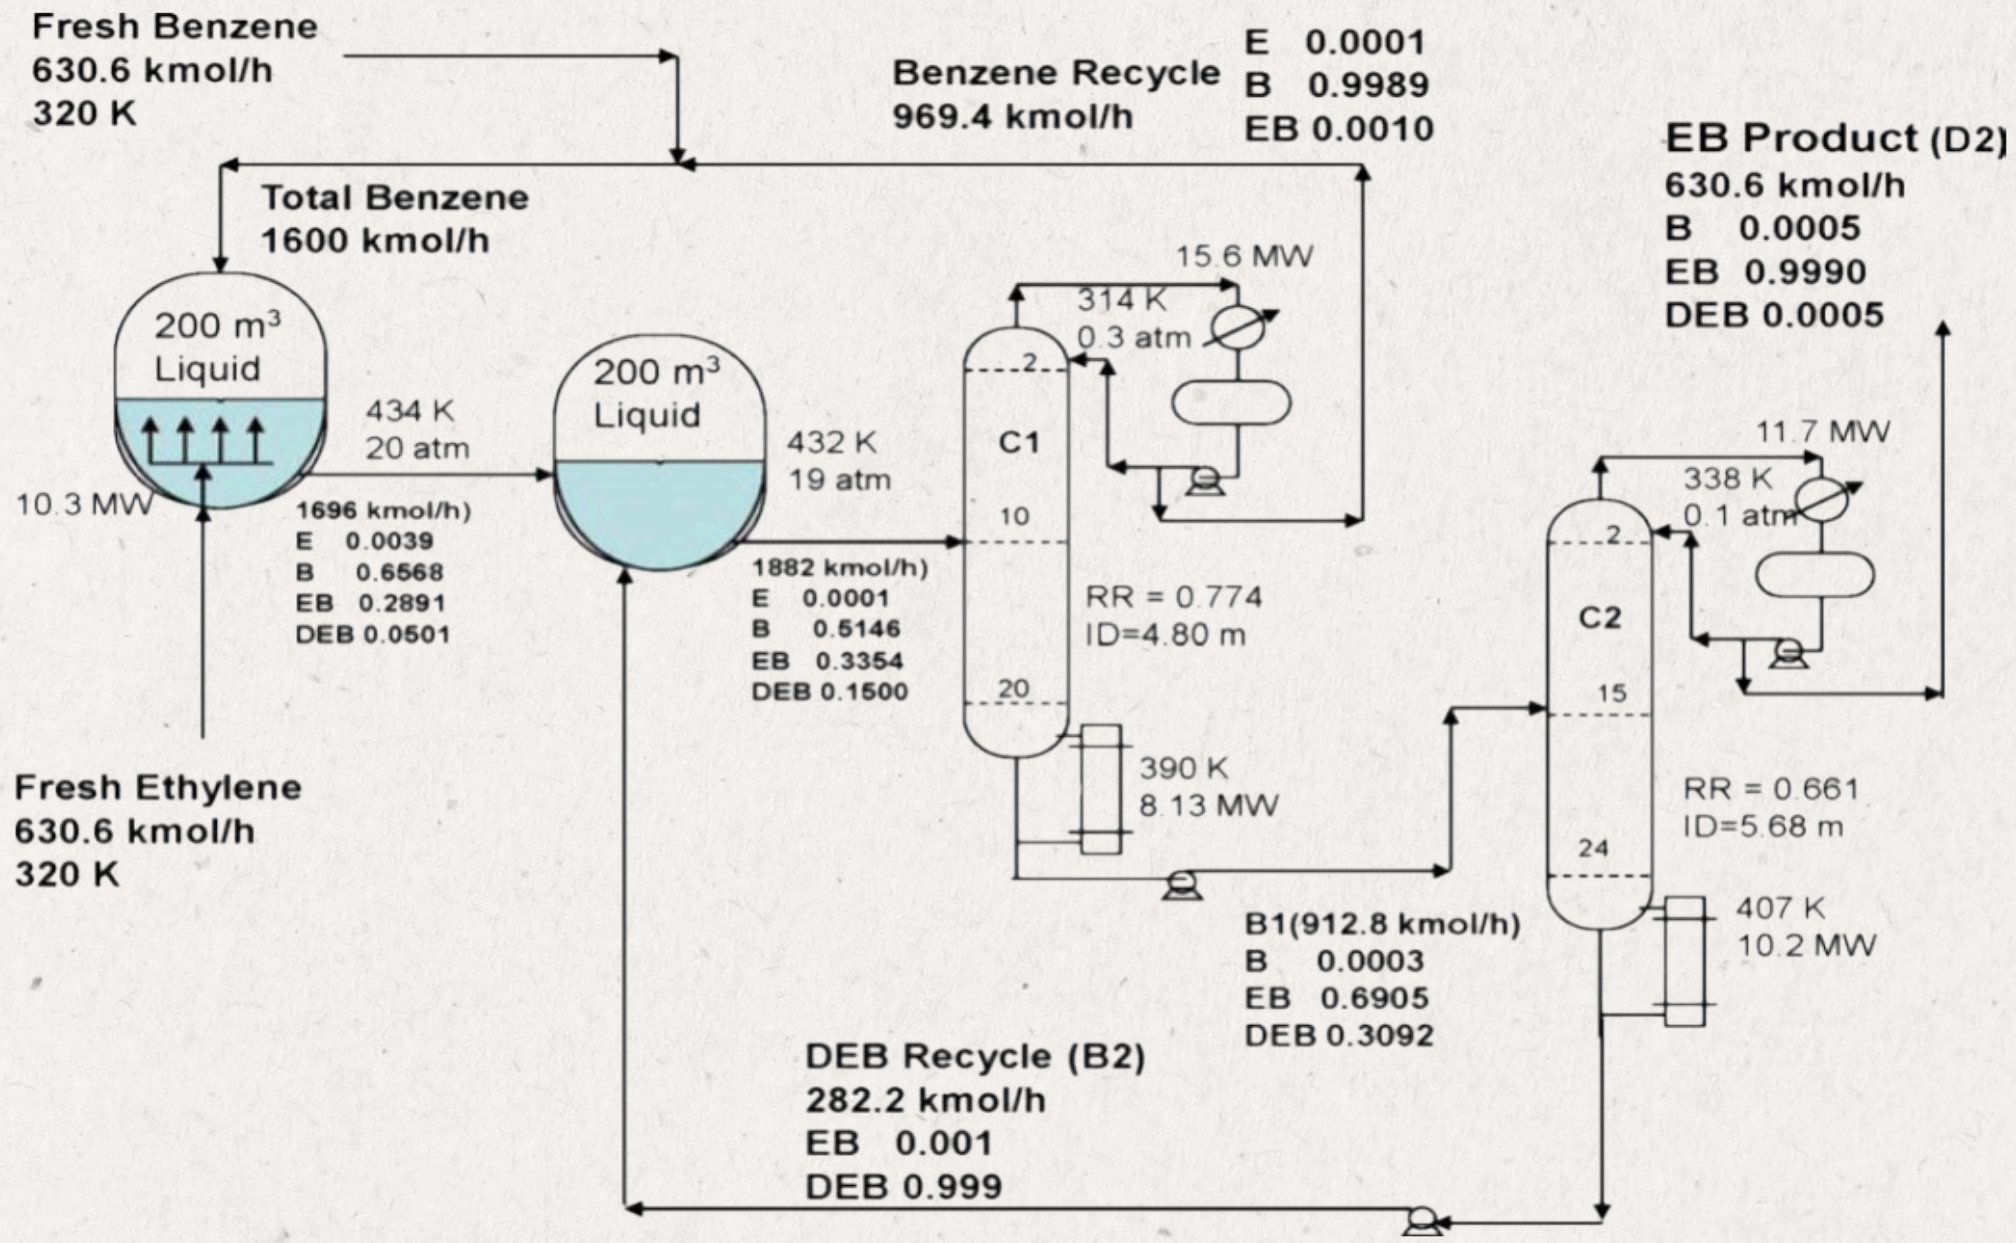 Fresh Benzene
630.6 kmol/h
320 K
Benzene Recycle
969.4 kmol/h
E 0.0001
B 0.9989
EB 0.0010
EB Product (D2)
630.6 kmol/h
B 0.0005
EB 0.9990
DEB 0.0005
Total Benzene
1600 kmol/h
200 m³
Liquid
434 K
20 atm
10.3 MW
1696 kmol/h)
E 0.0039
B 0.6568
EB 0.2891
DEB 0.0501
Fresh Ethylene
630.6 kmol/h
320 K
200 m³
Liquid
432 K
19 atm
1882 kmol/h)
E 0.0001
B 0.5146
EB 0.3354
DEB 0.1500
15.6 MW
314 K
0.3 atm
2
C1
10
20
RR = 0.774
ID=4.80 m
390 K
8.13 MW
B1(912.8 kmol/h)
B 0.0003
EB 0.6905
DEB 0.3092
11.7 MW
338 K
0.1 atm
2
C2
15
24
RR = 0.661
ID=5.68 m
407 K
10.2 MW
DEB Recycle (B2)
282.2 kmol/h
EB 0.001
DEB 0.999